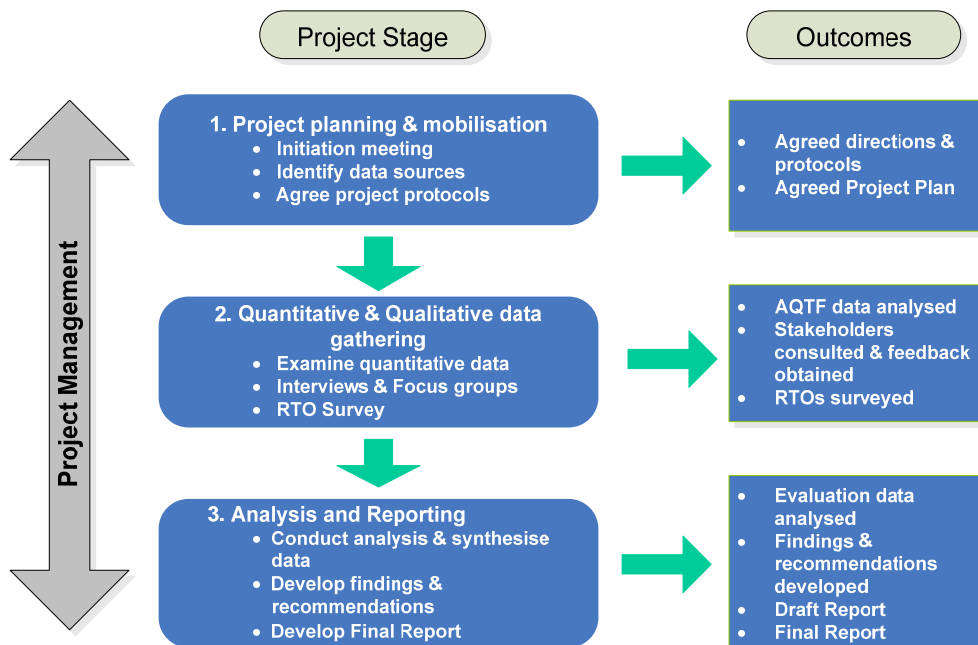 Project Stage
Outcomes
Project Management
1. Project planning & mobilisation
• Initiation meeting
• Identify data sources
• Agree project protocols
• Agreed directions &
protocols
• Agreed Project Plan
2. Quantitative & Qualitative data
gathering
• Examine quantitative data
• Interviews & Focus groups
• RTO Survey
• AQTF data analysed
• Stakeholders
consulted & feedback
obtained
• RTOs surveyed
3. Analysis and Reporting
• Conduct analysis & synthesise
data
• Develop findings &
recommendations
• Develop Final Report
• Evaluation data
analysed
• Findings &
recommendations
developed
• Draft Report
• Final Report